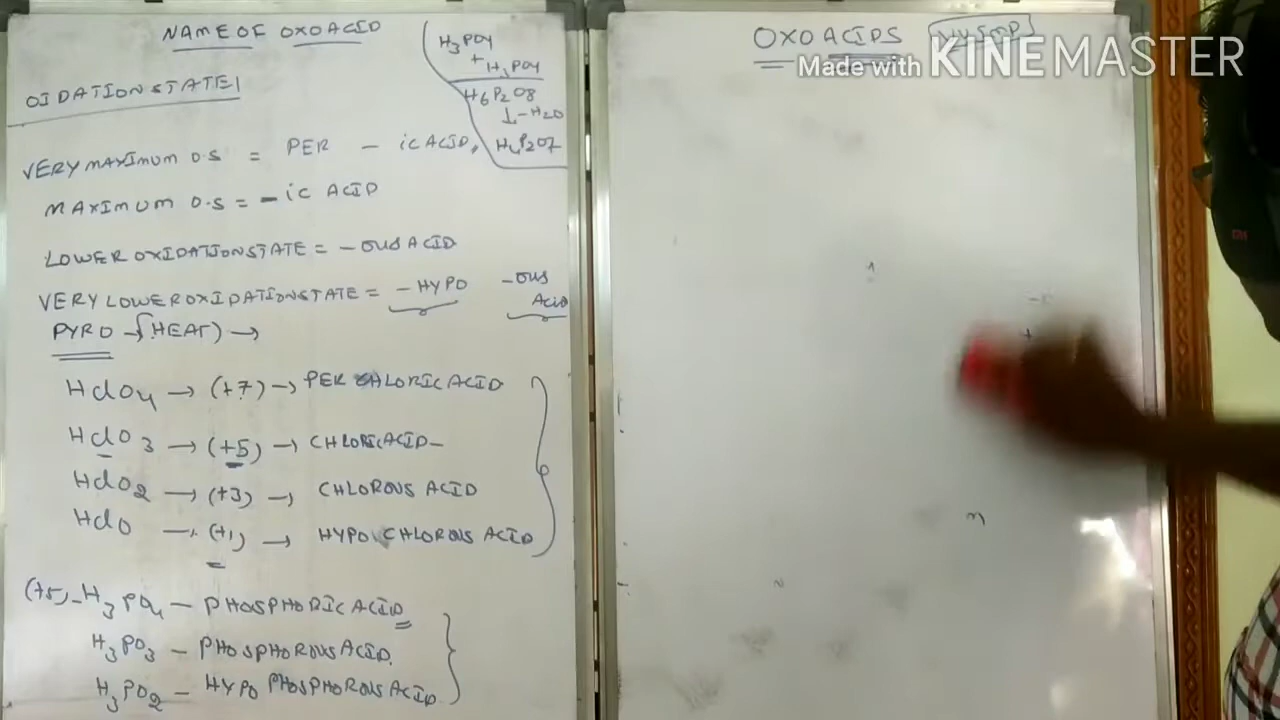 NAME OF OXOACID
H3PO4
+ H3PO4
H6P2O8
↓ -H2O
H4P2O7
OIDATION STATE
VERY MAXIMUM O.S = PER - ic ACID,
MAXIMUM O.S = -ic ACID
LOWER OXIDATION STATE = -OUS ACID
VERY LOWER OXIDATION STATE = -HYPO -OUS Acid
PYRO - (HEAT) →
HClO4 → (+7) → PER CHLORIC ACID
HClO3 → (+5) → CHLORIC ACID-
HClO2 → (+3) → CHLOROUS ACID
HClO → (+1) → HYPO CHLOROUS ACID
(+5) - H3PO4 - PHOSPHORIC ACID
H3PO3 - PHOSPHOROUS ACID.
H3PO2 - HYPO PHOSPHOROUS ACID
OXO ACIDS
Made with KINEMASTER